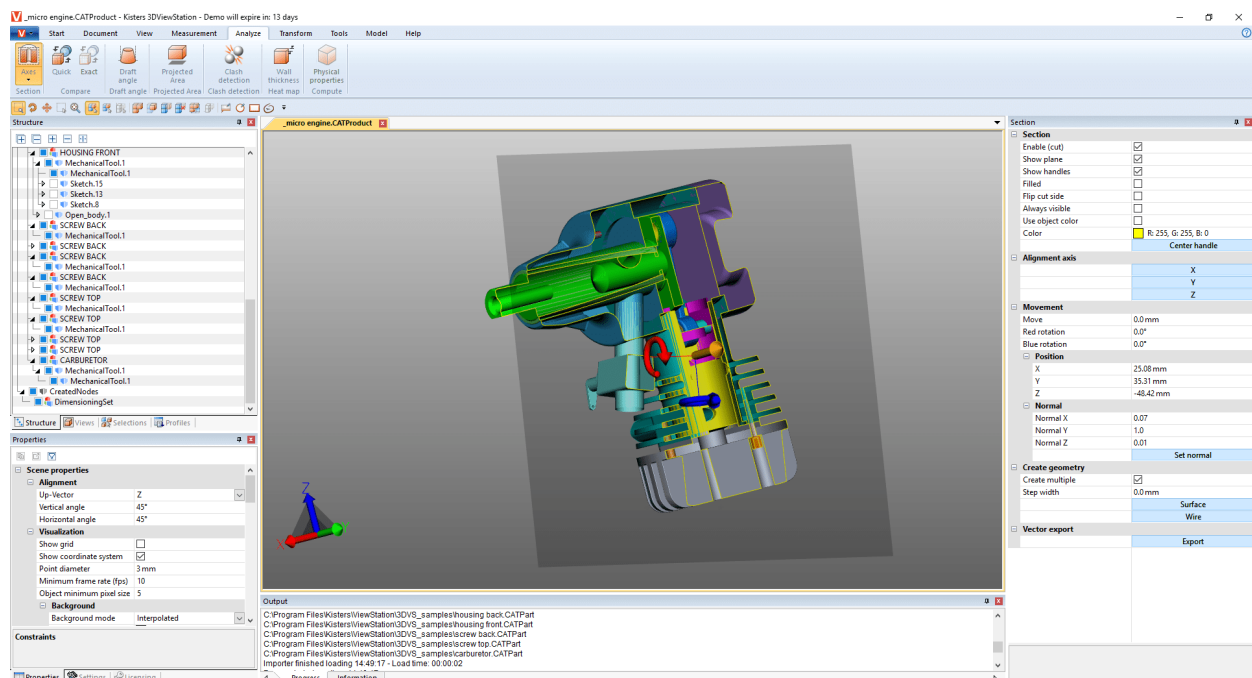 _micro engine.CATProduct - Kisters 3DViewStation - Demo will expire in: 13 days
Start Document View Measurement Analyze Transform Tools Model Help
Axes Quick Exact Draft angle Projected Area Clash detection Wall thickness Physical properties
Section Compare Draft angle Projected Area Clash detection Heat map Compute
Structure
HOUSING FRONT
MechanicalTool.1
MechanicalTool.1
Sketch.15
Sketch.13
Sketch.8
Open_body.1
SCREW BACK
MechanicalTool.1
SCREW BACK
SCREW BACK
MechanicalTool.1
SCREW BACK
MechanicalTool.1
SCREW TOP
MechanicalTool.1
SCREW TOP
MechanicalTool.1
SCREW TOP
SCREW TOP
CARBURETOR
MechanicalTool.1
MechanicalTool.1
CreatedNodes
DimensioningSet
Structure Views Selections Profiles
Properties
Scene properties
Alignment
Up-Vector Z
Vertical angle 45°
Horizontal angle 45°
Visualization
Show grid
Show coordinate system
Point diameter 3 mm
Minimum frame rate (fps) 10
Object minimum pixel size 5
Background
Background mode Interpolated
Constraints
Properties Settings Licensing
_micro engine.CATProduct
Z
X
Output
C:\Program Files\Kisters\ViewStation\3DVS_samples\housing back.CATPart
C:\Program Files\Kisters\ViewStation\3DVS_samples\housing front.CATPart
C:\Program Files\Kisters\ViewStation\3DVS_samples\screw back.CATPart
C:\Program Files\Kisters\ViewStation\3DVS_samples\screw top.CATPart
C:\Program Files\Kisters\ViewStation\3DVS_samples\carburetor.CATPart
Importer finished loading 14:49:17 - Load time: 00:00:02
Progress Information
Section
Section
Enable (cut)
Show plane
Show handles
Filled
Flip cut side
Always visible
Use object color
Color R: 255, G: 255, B: 0
Center handle
Alignment axis
X
Y
Z
Movement
Move 0.0 mm
Red rotation 0.0°
Blue rotation 0.0°
Position
X 25.08 mm
Y 35.31 mm
Z -48.42 mm
Normal
Normal X 0.07
Normal Y 1.0
Normal Z 0.01
Set normal
Create geometry
Create multiple
Step width 0.0 mm
Surface
Wire
Vector export
Export